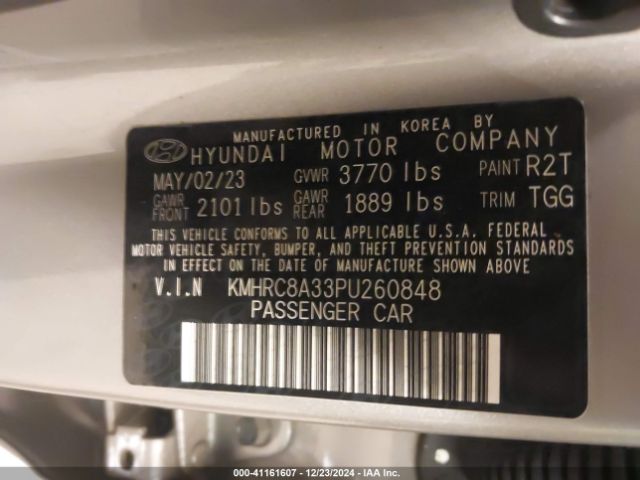 MANUFACTURED IN KOREA BY
HYUNDAI MOTOR COMPANY
MAY/02/23 GVWR 3770 lbs PAINT R2T
GAWR FRONT 2101 lbs GAWR REAR 1889 lbs TRIM TGG
THIS VEHICLE CONFORMS TO ALL APPLICABLE U.S.A. FEDERAL
MOTOR VEHICLE SAFETY, BUMPER, AND THEFT PREVENTION STANDARDS
IN EFFECT ON THE DATE OF MANUFACTURE SHOWN ABOVE.
V.I.N KMHRC8A33PU260848
PASSENGER CAR
000-41161607 - 12/23/2024 - IAA Inc.